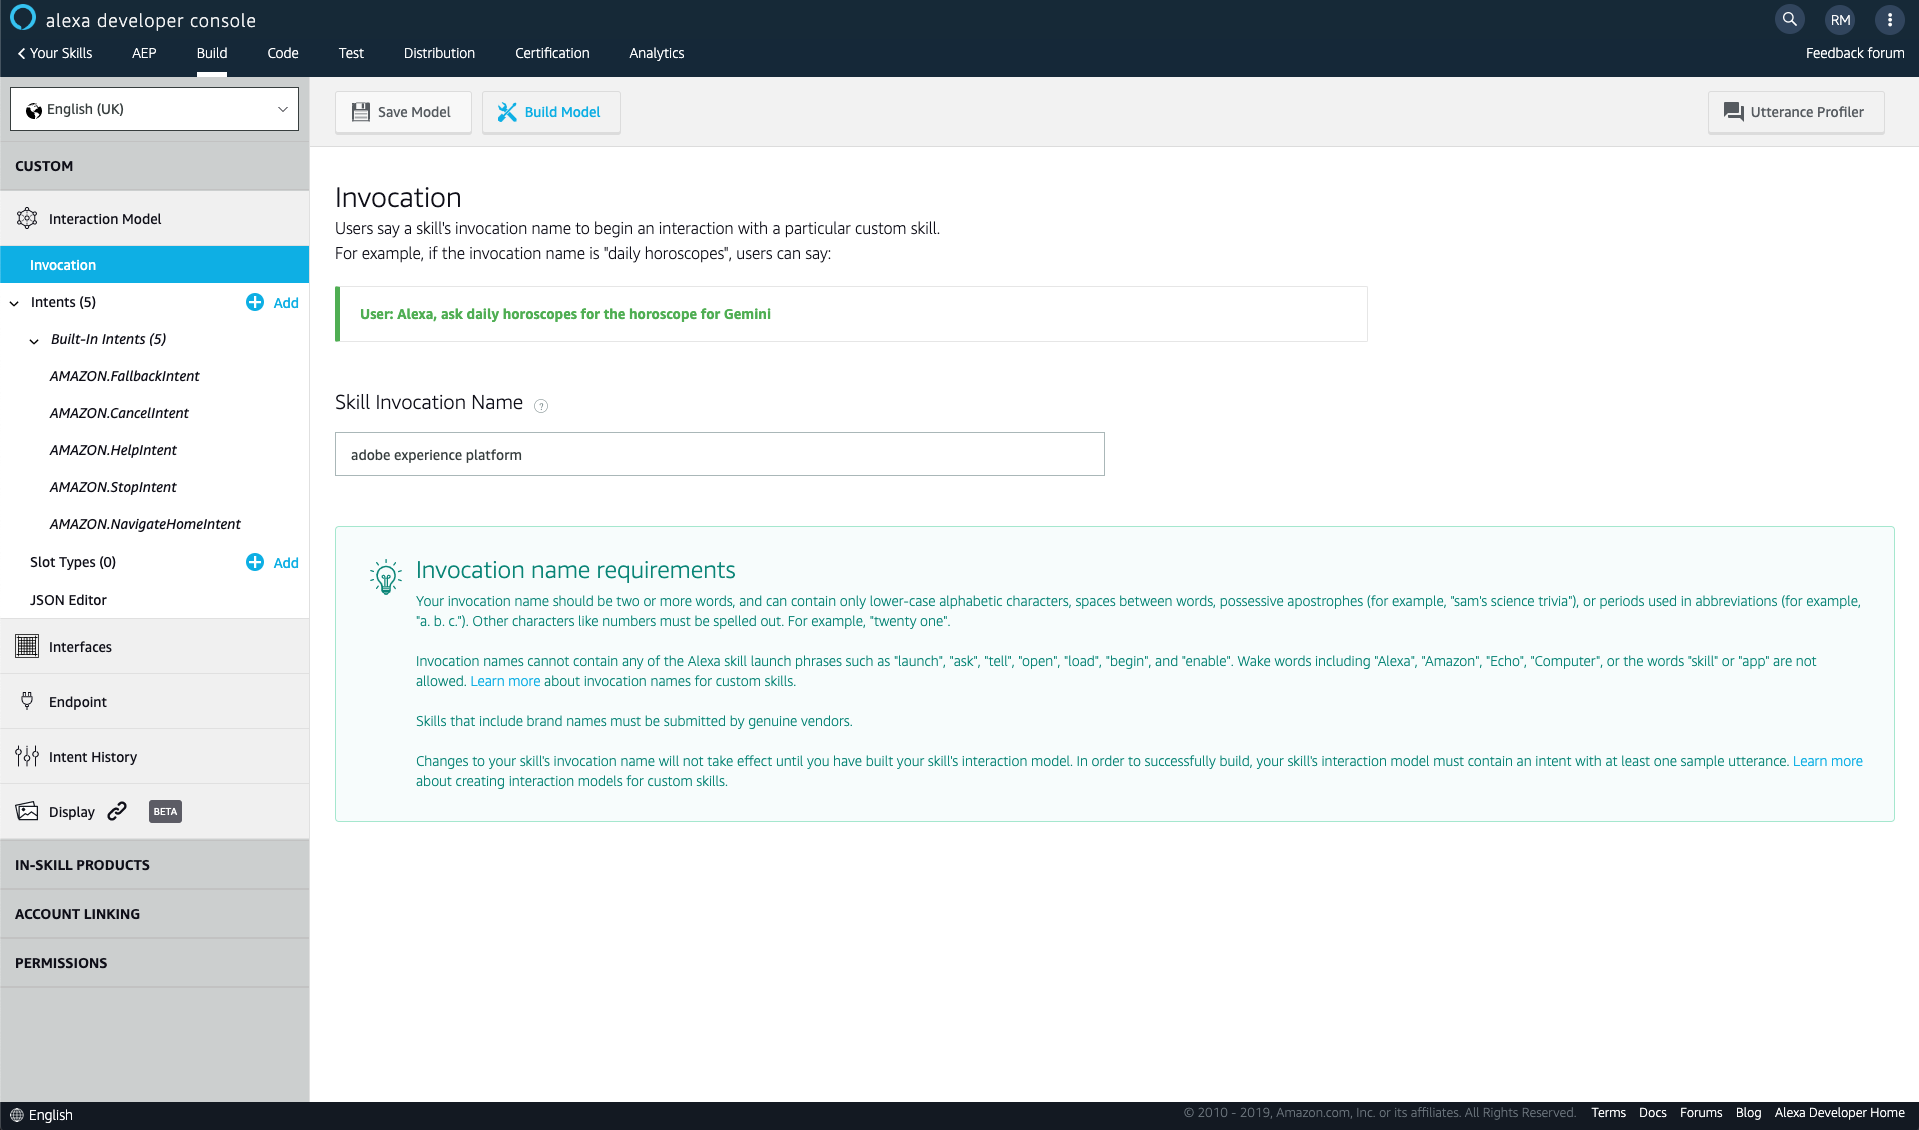 alexa developer console
RM
Your Skills
AEP
Build
Code
Test
Distribution
Certification
Analytics
Feedback forum
English (UK)
Save Model
Build Model
Utterance Profiler
CUSTOM
Interaction Model
Invocation
Intents (5)
Add
Built-In Intents (5)
AMAZON.FallbackIntent
AMAZON.CancelIntent
AMAZON.HelpIntent
AMAZON.StopIntent
AMAZON.NavigateHomeIntent
Slot Types (0)
Add
JSON Editor
Interfaces
Endpoint
Intent History
Display
BETA
IN-SKILL PRODUCTS
ACCOUNT LINKING
PERMISSIONS
Invocation
Users say a skill's invocation name to begin an interaction with a particular custom skill.
For example, if the invocation name is "daily horoscopes", users can say:
User: Alexa, ask daily horoscopes for the horoscope for Gemini
Skill Invocation Name ?
adobe experience platform
Invocation name requirements
Your invocation name should be two or more words, and can contain only lower-case alphabetic characters, spaces between words, possessive apostrophes (for example, "sam's science trivia"), or periods used in abbreviations (for example,
"a. b. c."). Other characters like numbers must be spelled out. For example, "twenty one".
Invocation names cannot contain any of the Alexa skill launch phrases such as "launch", "ask", "tell", "open", "load", "begin", and "enable". Wake words including "Alexa", "Amazon", "Echo", "Computer", or the words "skill" or "app" are not
allowed. Learn more about invocation names for custom skills.
Skills that include brand names must be submitted by genuine vendors.
Changes to your skill's invocation name will not take effect until you have built your skill's interaction model. In order to successfully build, your skill's interaction model must contain an intent with at least one sample utterance. Learn more
about creating interaction models for custom skills.
English
© 2010 - 2019, Amazon.com, Inc. or its affiliates. All Rights Reserved.
Terms
Docs
Forums
Blog
Alexa Developer Home